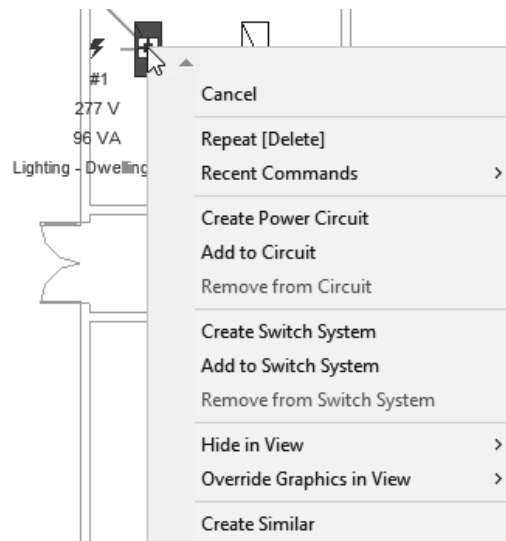 #1
277 V
96 VA
Lighting - Dwelling
Cancel
Repeat [Delete]
Recent Commands
Create Power Circuit
Add to Circuit
Remove from Circuit
Create Switch System
Add to Switch System
Remove from Switch System
Hide in View
Override Graphics in View
Create Similar